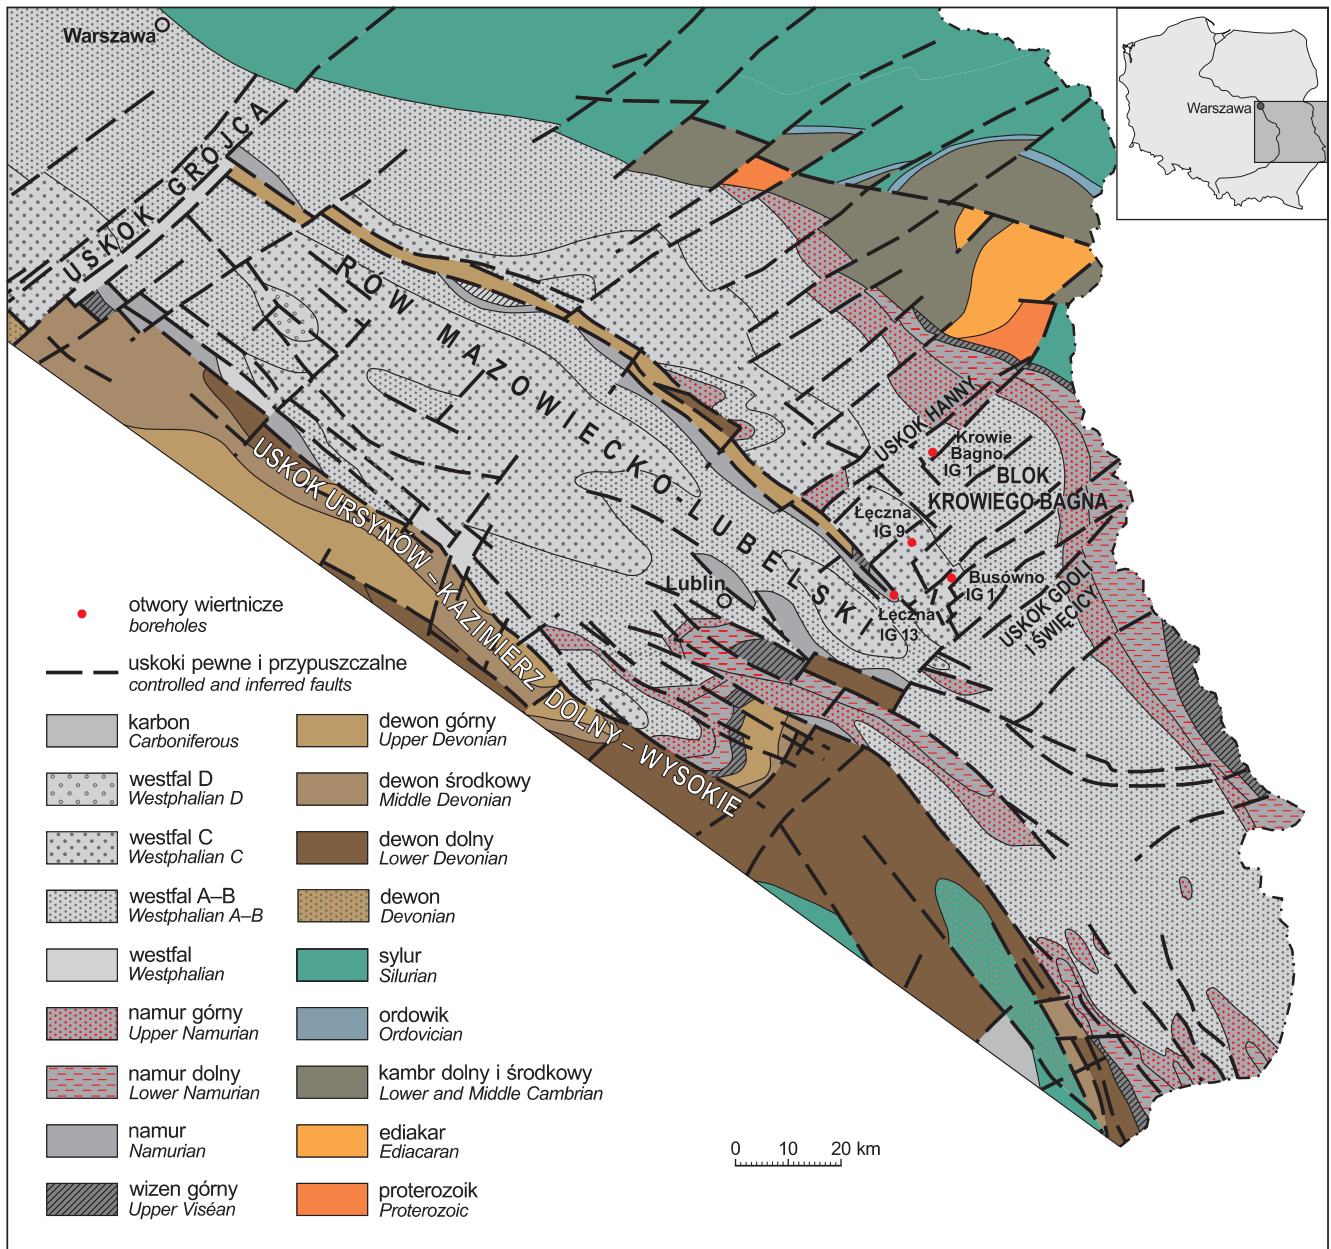 Warszawa
Warszawa
USKOK GRÓJCA
RÓW MAZOWIECKO-LUBELSKI
USKOK HANNY
Krowie
Bagno
IG 1
BLOK
KROWIEGO BAGNA
Łęczna
IG 9
Busówno
IG 1
Łęczna
IG 13
USKOK GDOLI
I ŚWIĘCICY
Lublin
USKOK URSYNÓW – KAZIMIERZ DOLNY – WYSOKIE
otwory wiertnicze
boreholes
uskoki pewne i przypuszczalne
controlled and inferred faults
karbon
Carboniferous
westfal D
Westphalian D
westfal C
Westphalian C
westfal A–B
Westphalian A–B
westfal
Westphalian
namur górny
Upper Namurian
namur dolny
Lower Namurian
namur
Namurian
wizen górny
Upper Viséan
dewon górny
Upper Devonian
dewon środkowy
Middle Devonian
dewon dolny
Lower Devonian
dewon
Devonian
sylur
Silurian
ordowik
Ordovician
kambr dolny i środkowy
Lower and Middle Cambrian
ediakar
Ediacaran
proterozoik
Proterozoic
0 10 20 km